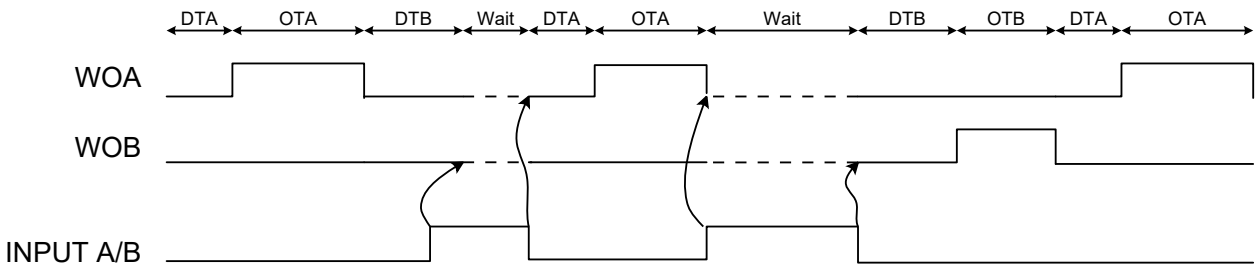 DTA OTA DTB Wait DTA OTA Wait DTB OTB DTA OTA
WOA
WOB
INPUT A/B